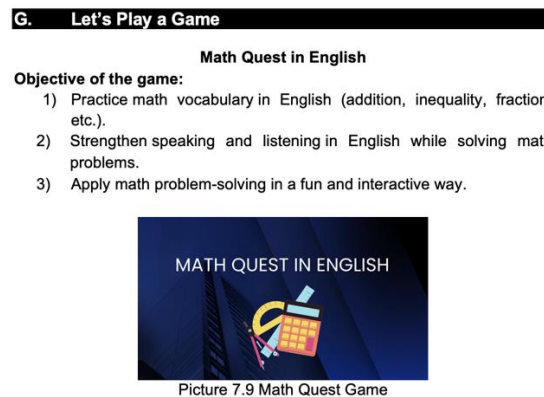 G. Let's Play a Game
Math Quest in English
Objective of the game:
1) Practice math vocabulary in English (addition, inequality, fraction
etc.).
2) Strengthen speaking and listening in English while solving mat
problems.
3) Apply math problem-solving in a fun and interactive way.
MATH QUEST IN ENGLISH
Picture 7.9 Math Quest Game